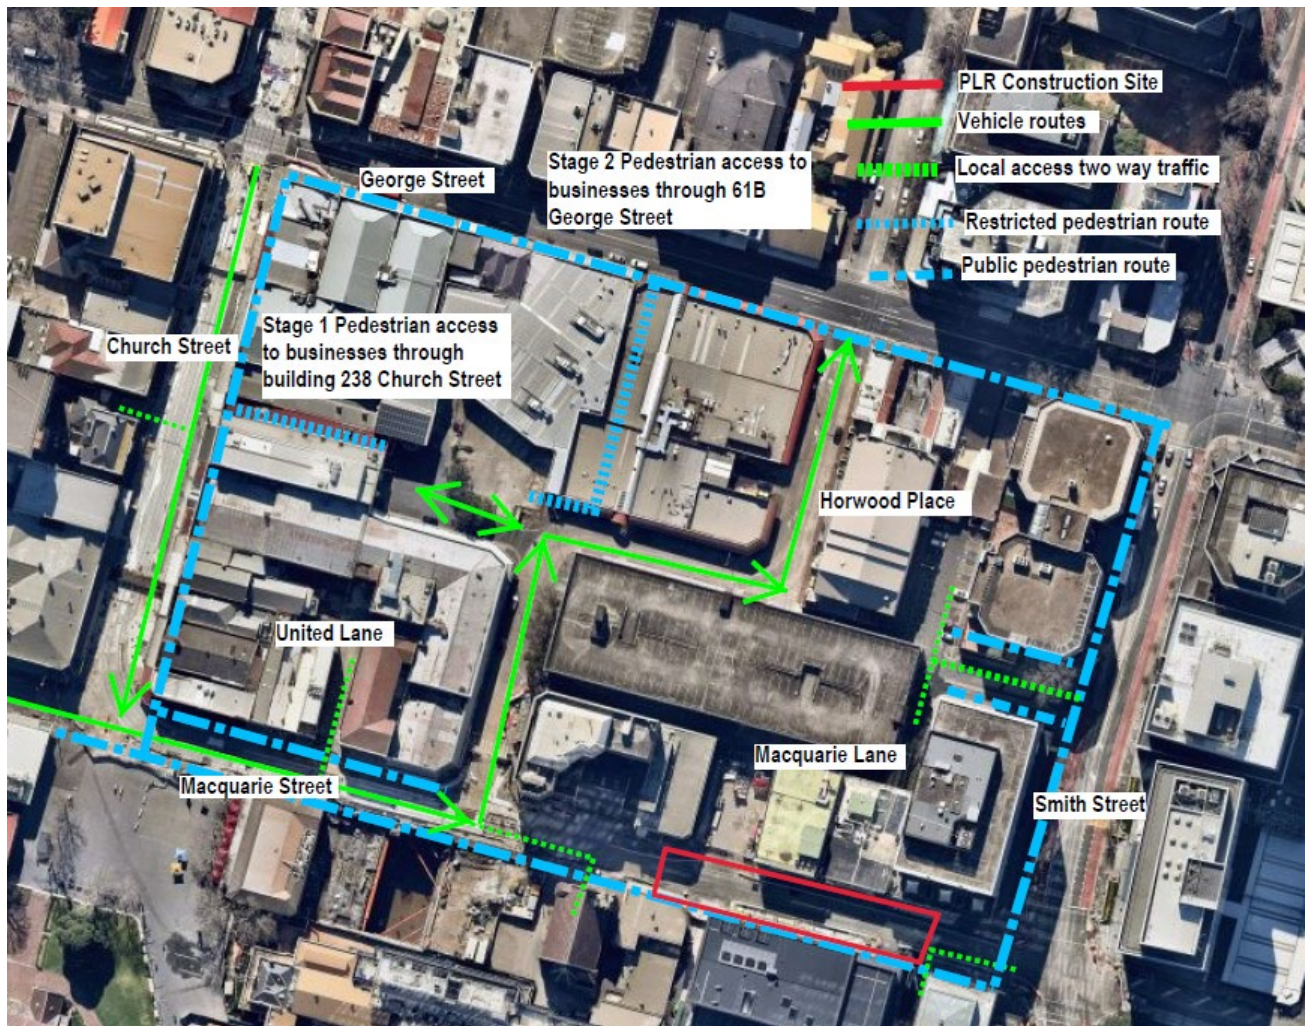 PLR Construction Site
Vehicle routes
Local access two way traffic
Restricted pedestrian route
Public pedestrian route
George Street
Stage 2 Pedestrian access to
businesses through 61B
George Street
Stage 1 Pedestrian access
to businesses through
building 238 Church Street
Church Street
Horwood Place
United Lane
Macquarie Lane
Macquarie Street
Smith Street